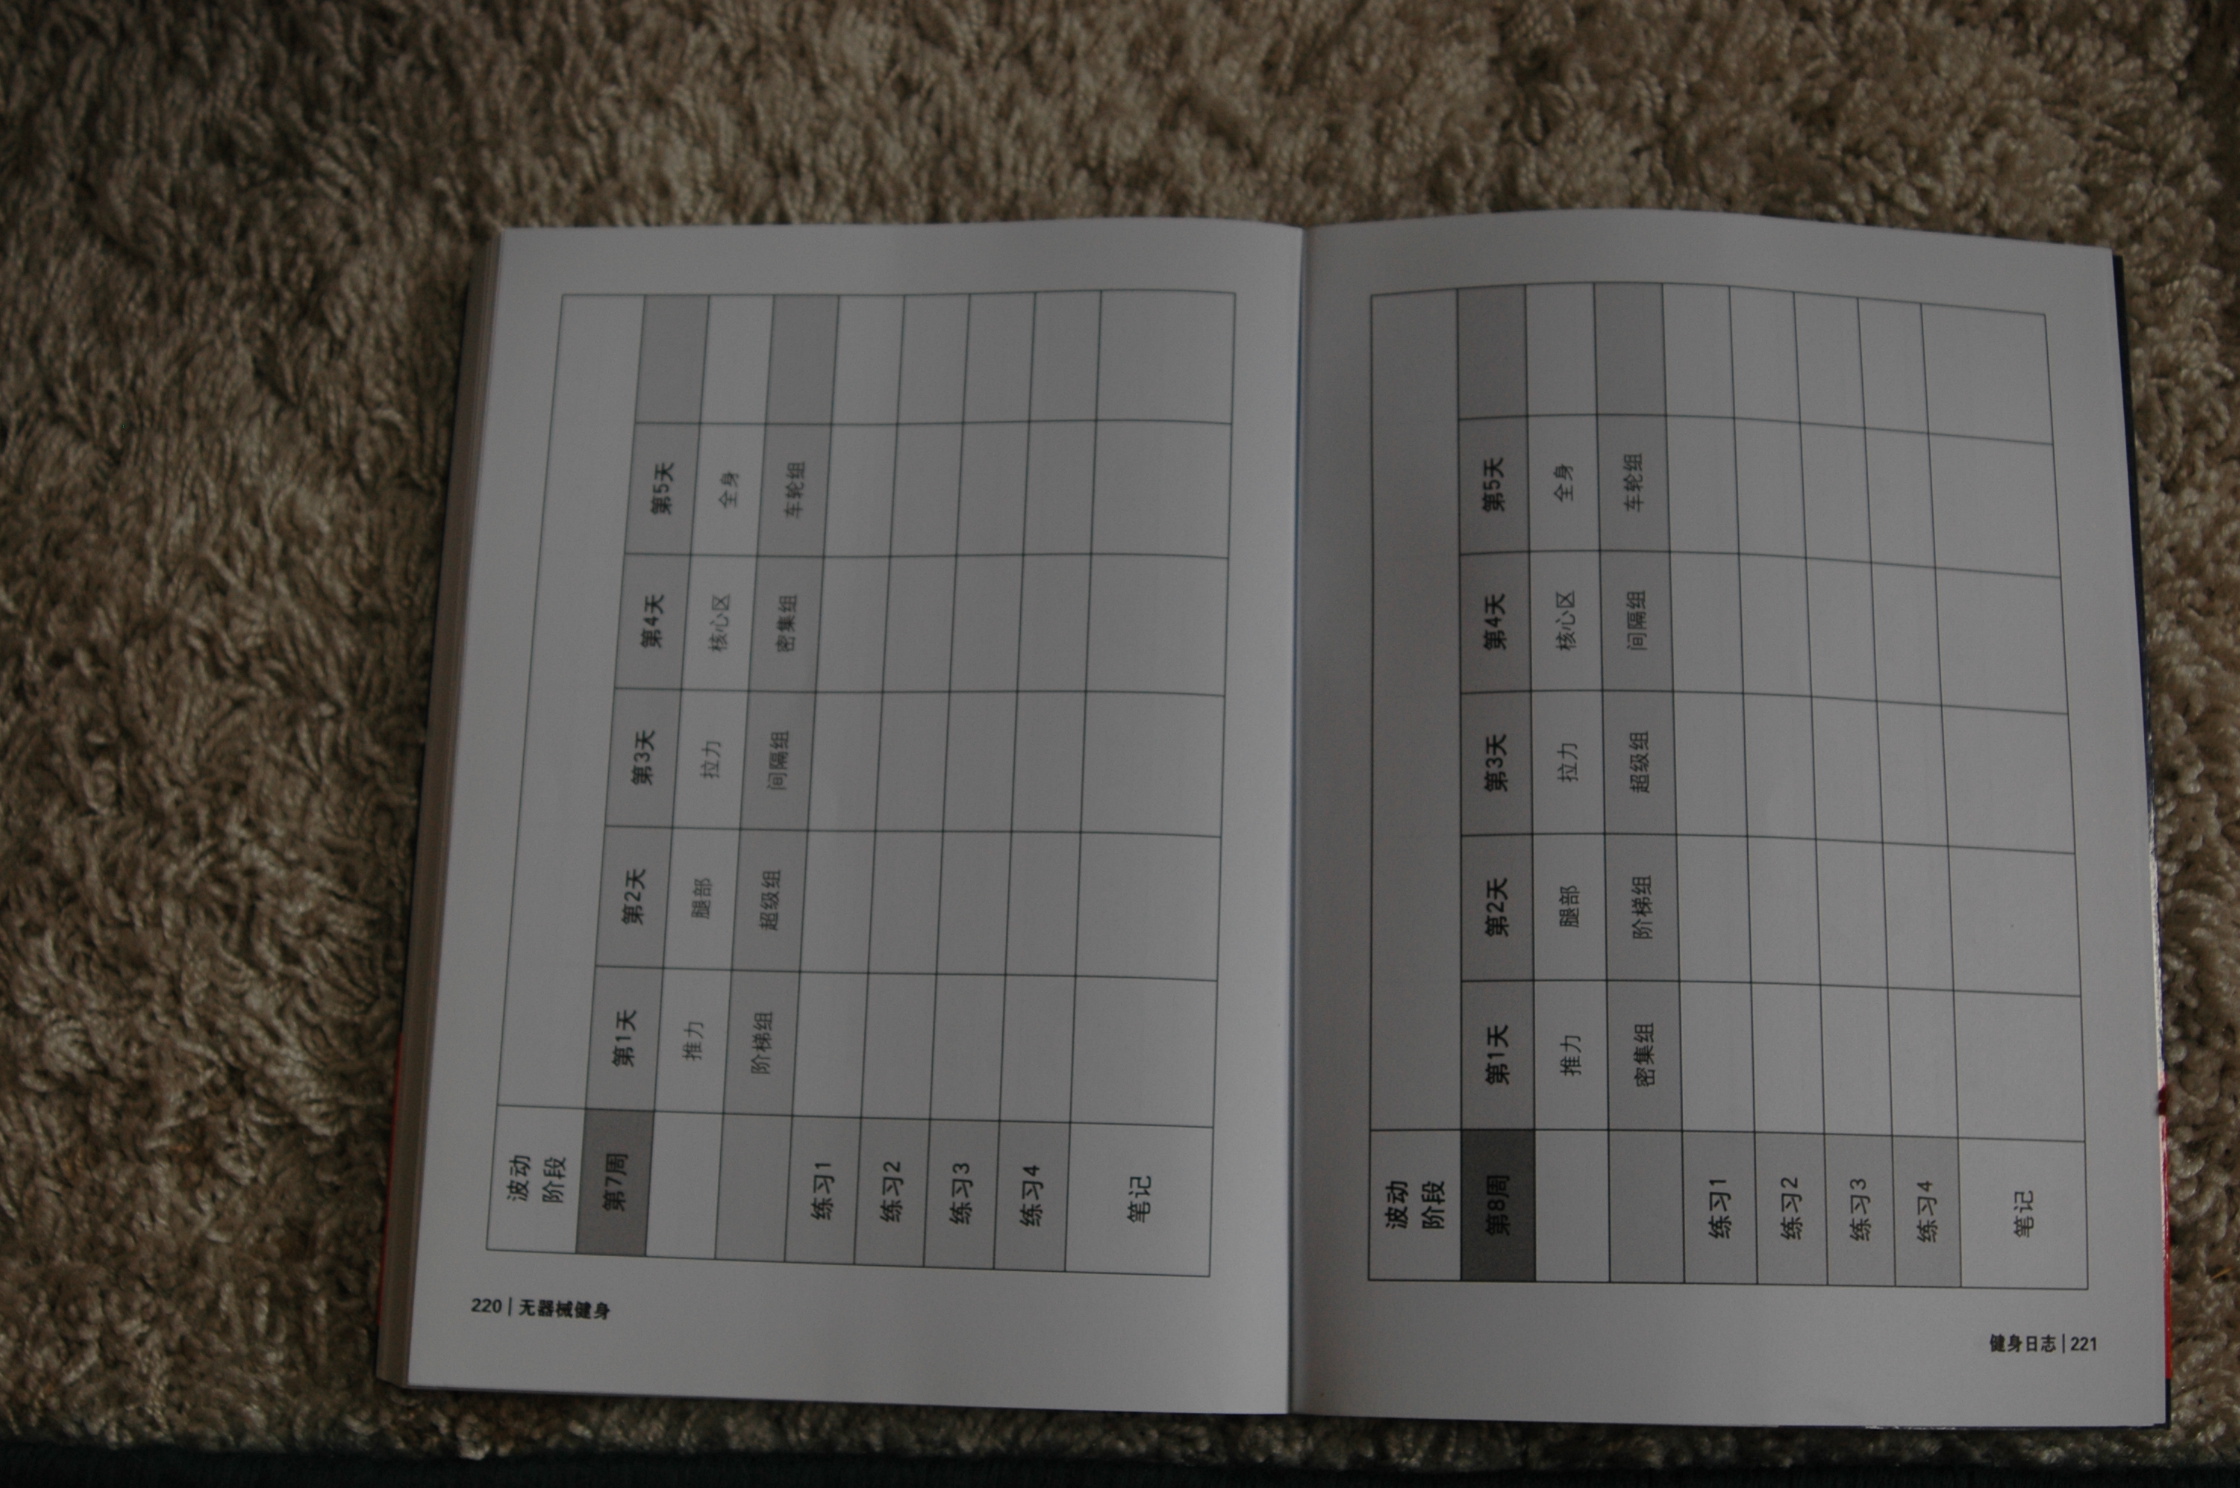 220 | 无器械健身
波动
阶段
第7周 第1天 第2天 第3天 第4天 第5天
推力 腿部 拉力 核心区 全身
阶梯组 超级组 间隔组 密集组 车轮组
练习1
练习2
练习3
练习4
笔记
健身日志 | 221
波动
阶段
第8周 第1天 第2天 第3天 第4天 第5天
推力 腿部 拉力 核心区 全身
密集组 阶梯组 超级组 间隔组 车轮组
练习1
练习2
练习3
练习4
笔记